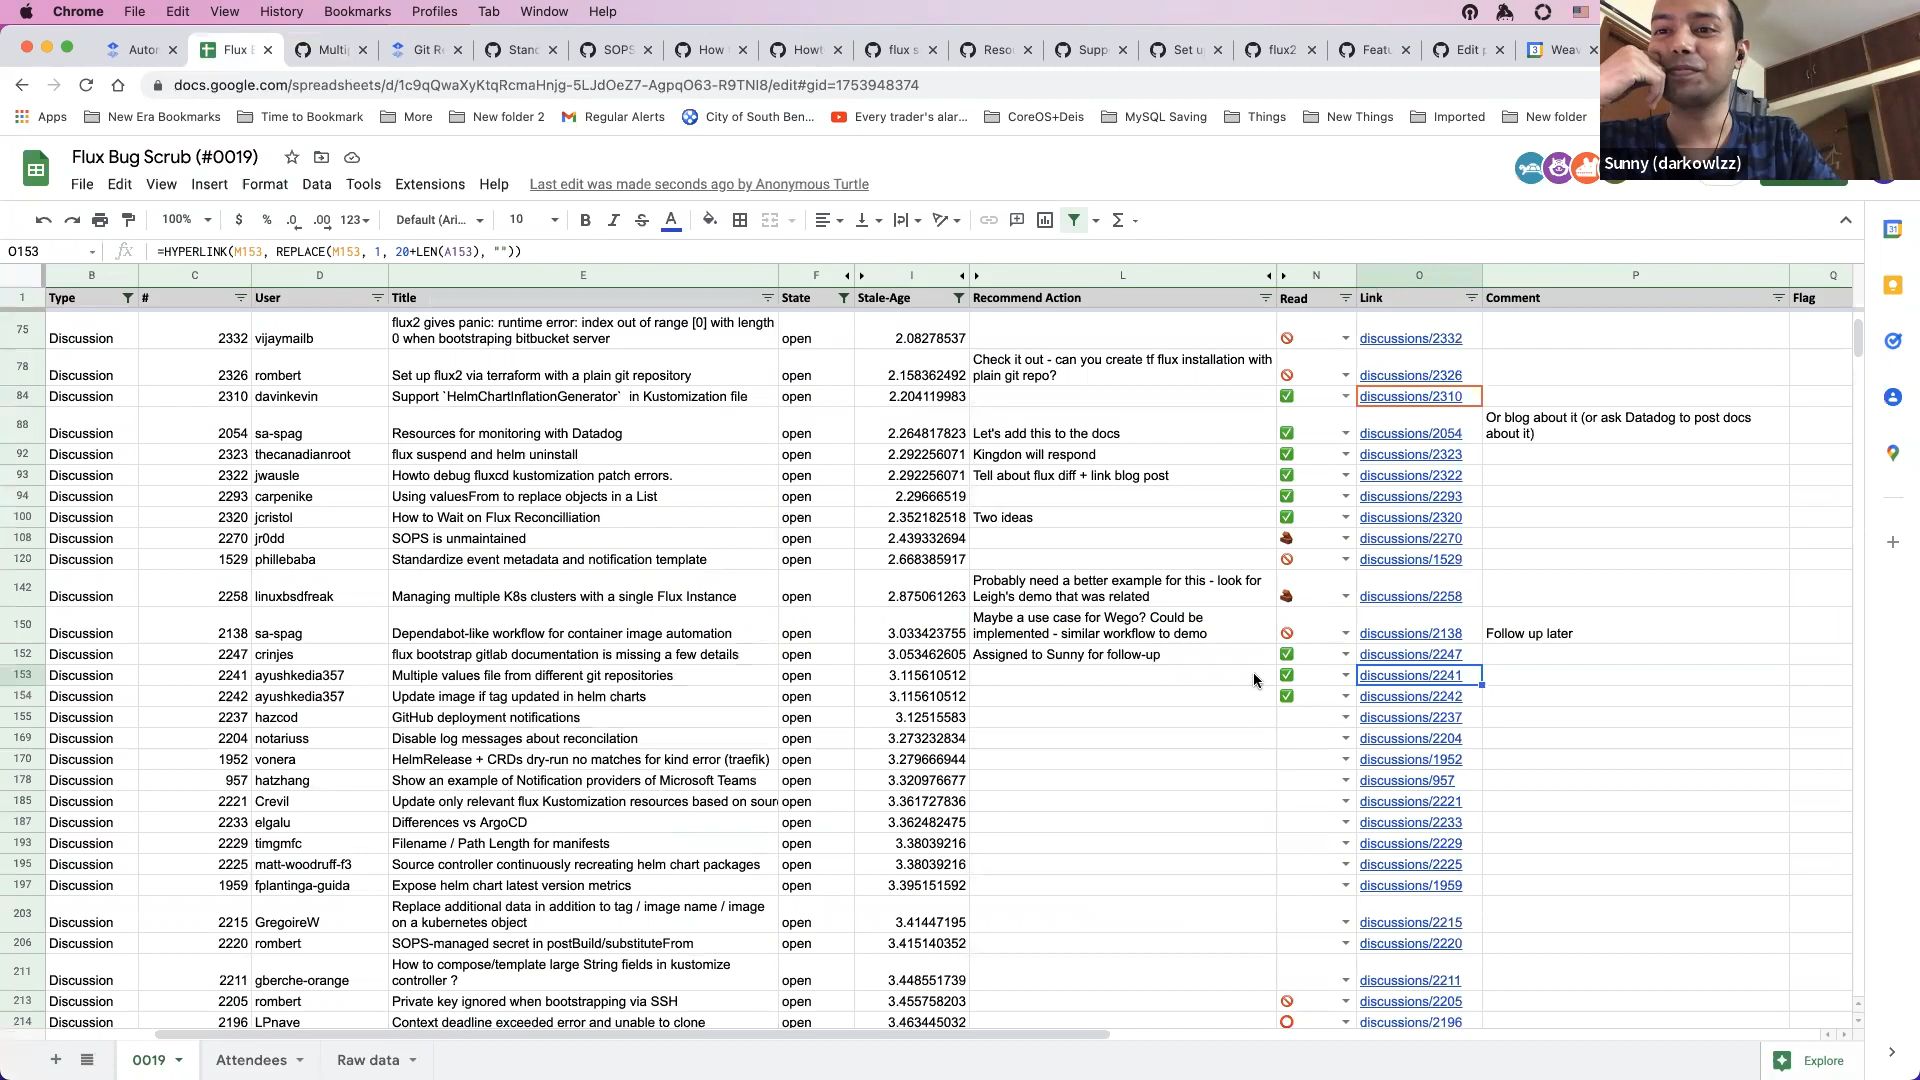 Chrome File Edit View History Bookmarks Profiles Tab Window Help
Auto Flux B Multi Git Re Stanc SOPS How t Howt flux s Reso Supp Set u flux2 Featu Edit p Weav
docs.google.com/spreadsheets/d/1c9qQwaXyKtqRcmaHnjg-5LJdOeZ7-AgpqO63-R9TNI8/edit#gid=1753948374
Apps New Era Bookmarks Time to Bookmark More New folder 2 Regular Alerts City of South Ben... Every trader's alar... CoreOS+Deis MySQL Saving Things New Things Imported New folder
Sunny (darkowlzz)
Flux Bug Scrub (#0019)
File Edit View Insert Format Data Tools Extensions Help Last edit was made seconds ago by Anonymous Turtle
100% $ % .0 .00 123 Default (Ari... 10 B I S A Σ
O153 fx =HYPERLINK(M153, REPLACE(M153, 1, 20+LEN(A153), ""))
B C D E F I L N O P Q
1 Type # User Title State Stale-Age Recommend Action Read Link Comment Flag
75 Discussion 2332 vijaymailb flux2 gives panic: runtime error: index out of range [0] with length 0 when bootstraping bitbucket server open 2.08278537 discussions/2332
78 Discussion 2326 rombert Set up flux2 via terraform with a plain git repository open 2.158362492 Check it out - can you create tf flux installation with plain git repo? discussions/2326
84 Discussion 2310 davinkevin Support `HelmChartInflationGenerator` in Kustomization file open 2.204119983 discussions/2310
88 Discussion 2054 sa-spag Resources for monitoring with Datadog open 2.264817823 Let's add this to the docs discussions/2054 Or blog about it (or ask Datadog to post docs about it)
92 Discussion 2323 thecanadianroot flux suspend and helm uninstall open 2.292256071 Kingdon will respond discussions/2323
93 Discussion 2322 jwausle Howto debug fluxcd kustomization patch errors. open 2.292256071 Tell about flux diff + link blog post discussions/2322
94 Discussion 2293 carpenike Using valuesFrom to replace objects in a List open 2.29666519 discussions/2293
100 Discussion 2320 jcristol How to Wait on Flux Reconcilliation open 2.352182518 Two ideas discussions/2320
108 Discussion 2270 jr0dd SOPS is unmaintained open 2.439332694 discussions/2270
120 Discussion 1529 phillebaba Standardize event metadata and notification template open 2.668385917 discussions/1529
142 Discussion 2258 linuxbsdfreak Managing multiple K8s clusters with a single Flux Instance open 2.875061263 Probably need a better example for this - look for Leigh's demo that was related discussions/2258
150 Discussion 2138 sa-spag Dependabot-like workflow for container image automation open 3.033423755 Maybe a use case for Wego? Could be implemented - similar workflow to demo discussions/2138 Follow up later
152 Discussion 2247 crinjes flux bootstrap gitlab documentation is missing a few details open 3.053462605 Assigned to Sunny for follow-up discussions/2247
153 Discussion 2241 ayushkedia357 Multiple values file from different git repositories open 3.115610512 discussions/2241
154 Discussion 2242 ayushkedia357 Update image if tag updated in helm charts open 3.115610512 discussions/2242
155 Discussion 2237 hazcod GitHub deployment notifications open 3.12515583 discussions/2237
169 Discussion 2204 notariuss Disable log messages about reconcilation open 3.273232834 discussions/2204
170 Discussion 1952 vonera HelmRelease + CRDs dry-run no matches for kind error (traefik) open 3.279666944 discussions/1952
178 Discussion 957 hatzhang Show an example of Notification providers of Microsoft Teams open 3.320976677 discussions/957
185 Discussion 2221 Crevil Update only relevant flux Kustomization resources based on sour open 3.361727836 discussions/2221
187 Discussion 2233 elgalu Differences vs ArgoCD open 3.362482475 discussions/2233
193 Discussion 2229 timgmfc Filename / Path Length for manifests open 3.38039216 discussions/2229
195 Discussion 2225 matt-woodruff-f3 Source controller continuously recreating helm chart packages open 3.38039216 discussions/2225
197 Discussion 1959 fplantinga-guida Expose helm chart latest version metrics open 3.395151592 discussions/1959
203 Discussion 2215 GregoireW Replace additional data in addition to tag / image name / image on a kubernetes object open 3.41447195 discussions/2215
206 Discussion 2220 rombert SOPS-managed secret in postBuild/substituteFrom open 3.415140352 discussions/2220
211 Discussion 2211 gberche-orange How to compose/template large String fields in kustomize controller ? open 3.448551739 discussions/2211
213 Discussion 2205 rombert Private key ignored when bootstrapping via SSH open 3.455758203 discussions/2205
214 Discussion 2196 LPnave Context deadline exceeded error and unable to clone open 3.463445032 discussions/2196
0019 Attendees Raw data Explore